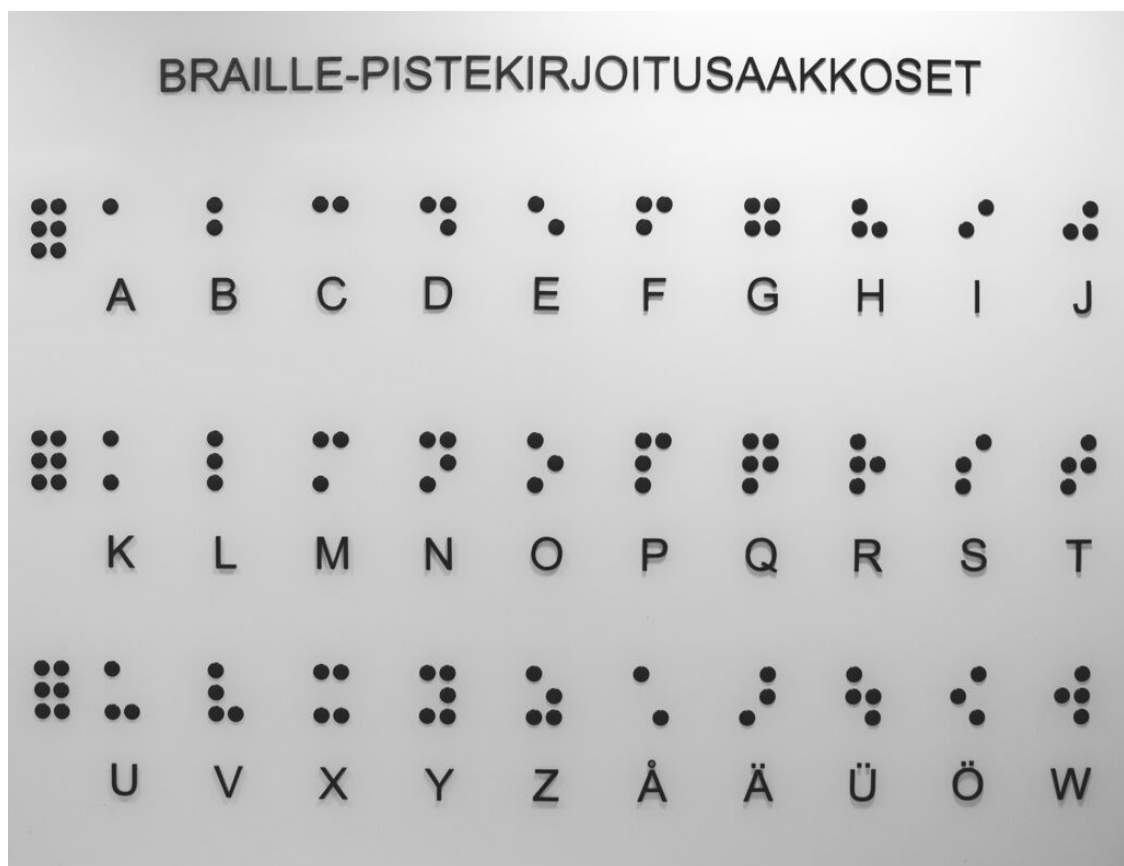 BRAILLE-PISTEKIRJOITUSAAKKOSET
⠿ ⠁ ⠃ ⠉ ⠙ ⠑ ⠋ ⠛ ⠓ ⠊ ⠚
A B C D E F G H I J
⠿ ⠅ ⠇ ⠍ ⠝ ⠕ ⠏ ⠟ ⠗ ⠎ ⠞
K L M N O P Q R S T
⠿ ⠥ ⠧ ⠭ ⠽ ⠵ ⠡ ⠜ ⠳ ⠪ ⠺
U V X Y Z Å Ä Ü Ö W